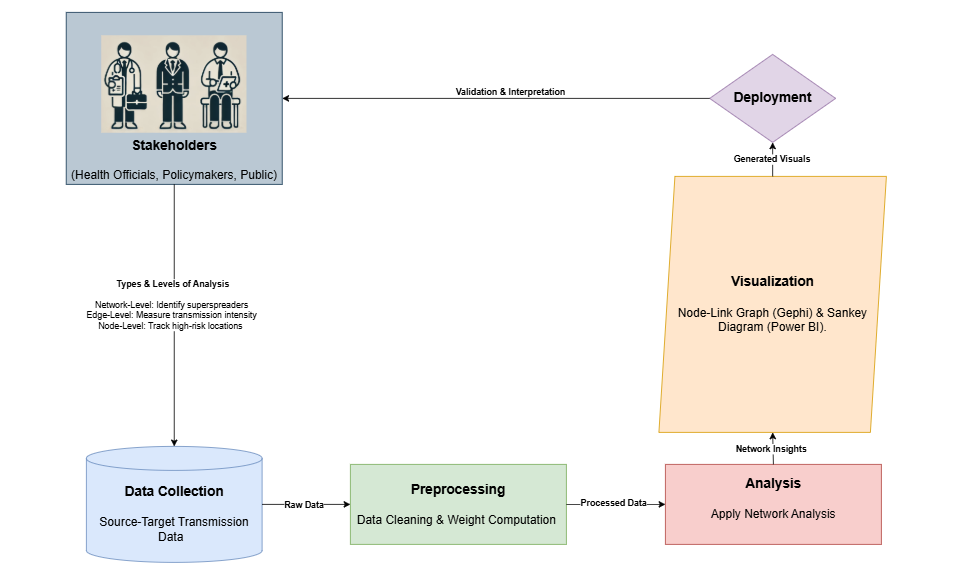 Stakeholders
(Health Officials, Policymakers, Public)
Validation & Interpretation
Deployment
Generated Visuals
Types & Levels of Analysis
Network-Level: Identify superspreaders
Edge-Level: Measure transmission intensity
Node-Level: Track high-risk locations
Visualization
Node-Link Graph (Gephi) & Sankey
Diagram (Power BI).
Network Insights
Data Collection
Source-Target Transmission
Data
Raw Data
Preprocessing
Data Cleaning & Weight Computation
Processed Data
Analysis
Apply Network Analysis